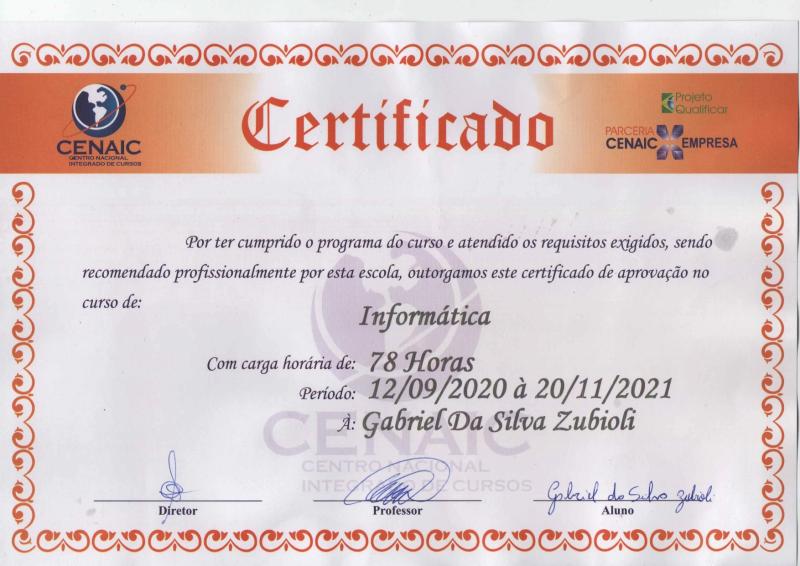 CENAIC
CENTRO NACIONAL
INTEGRADO DE CURSOS
Certificado
Projeto
Qualificar
PARCERIA
CENAIC EMPRESA
Por ter cumprido o programa do curso e atendido os requisitos exigidos, sendo
recomendado profissionalmente por esta escola, outorgamos este certificado de aprovação no
curso de:
Informática
Com carga horária de: 78 Horas
Período: 12/09/2020 à 20/11/2021
À: Gabriel Da Silva Zubioli
CENAIC
CENTRO NACIONAL
INTEGRADO DE CURSOS
Gabriel da Silva Zubioli
Diretor Professor Aluno